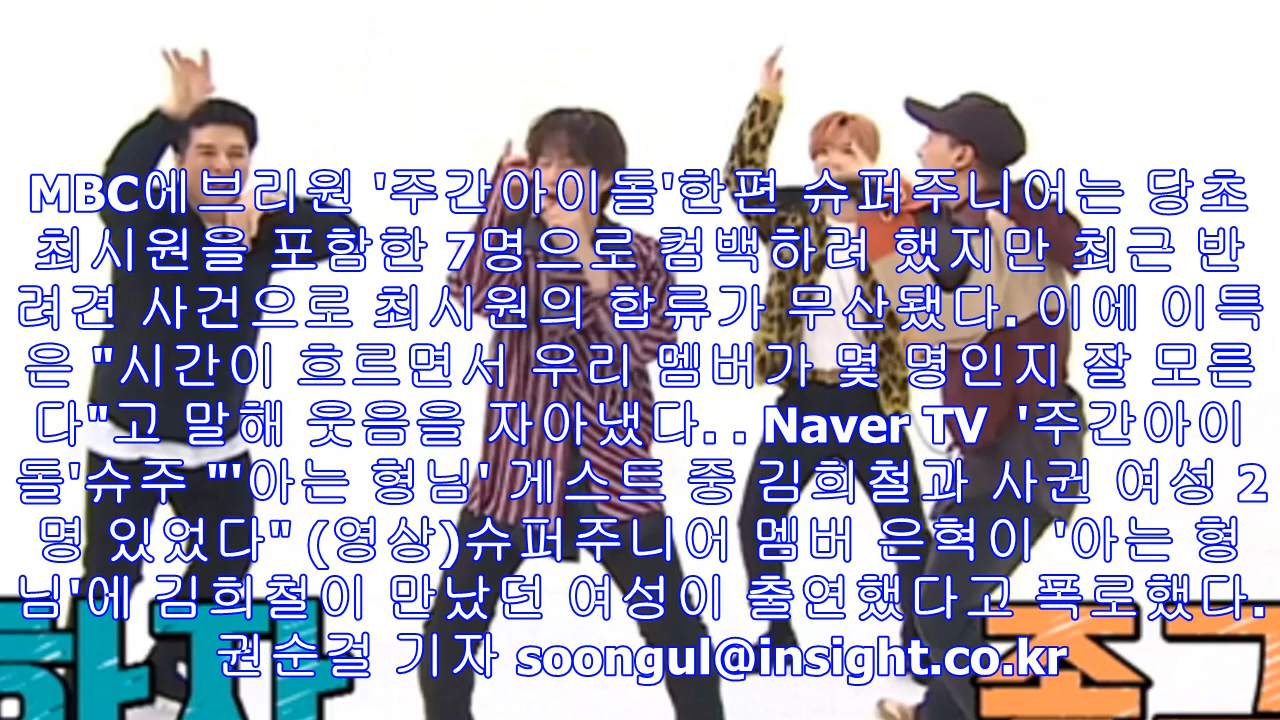 MBC에브리원 '주간아이돌'한편 슈퍼주니어는 당초
최시원을 포함한 7명으로 컴백하려 했지만 최근 반
려견 사건으로 최시원의 합류가 무산됐다. 이에 이특
은 "시간이 흐르면서 우리 멤버가 몇 명인지 잘 모른
다"고 말해 웃음을 자아냈다. . Naver TV  '주간아이
돌'슈주 "'아는 형님' 게스트 중 김희철과 사귄 여성 2
명 있었다" (영상)슈퍼주니어 멤버 은혁이 '아는 형
님'에 김희철이 만났던 여성이 출연했다고 폭로했다.
권순걸 기자 soongul@insight.co.kr
하자